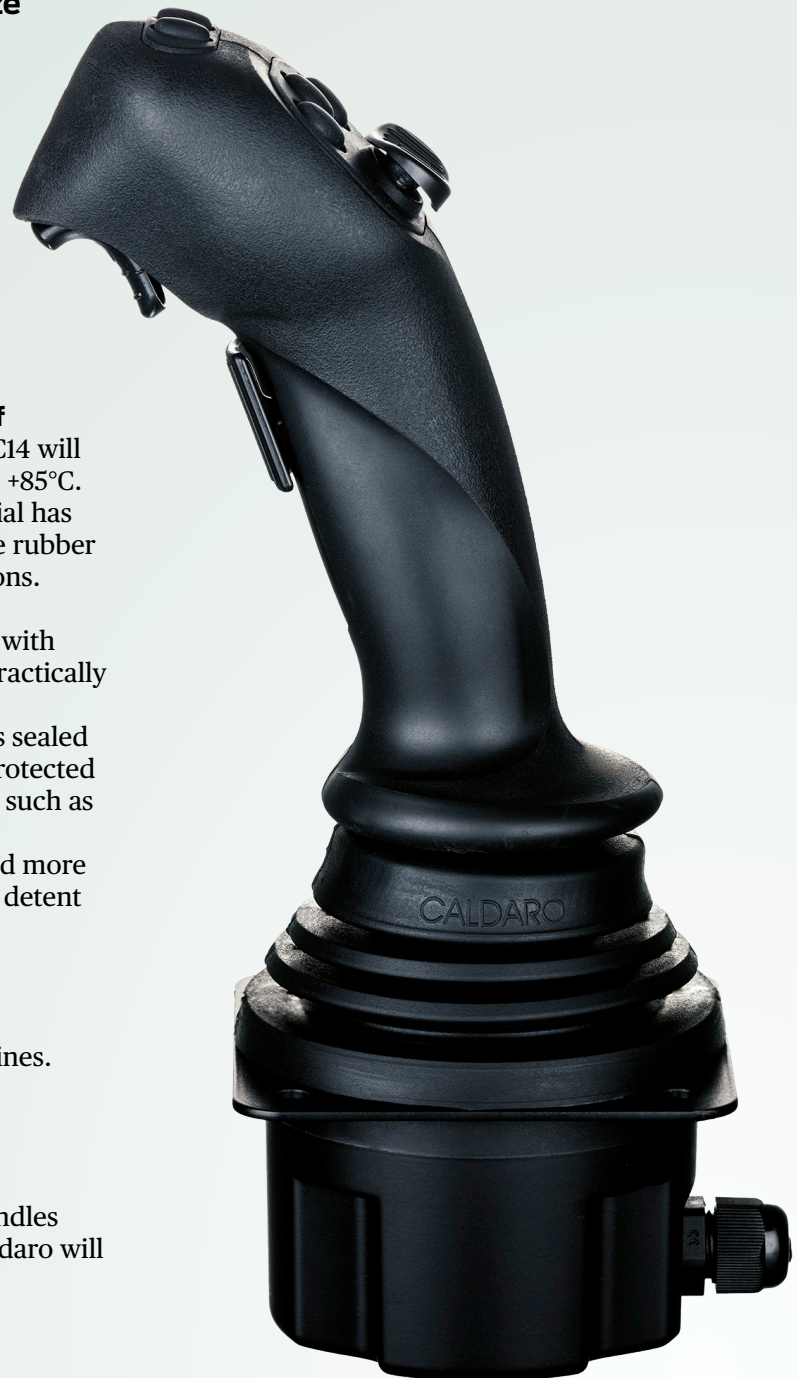 f
C14 will
+85°C.
ial has
e rubber
ons.
with
ractically
s sealed
rotected
such as
d more
detent
ines.
ndles
daro will
CALDARO